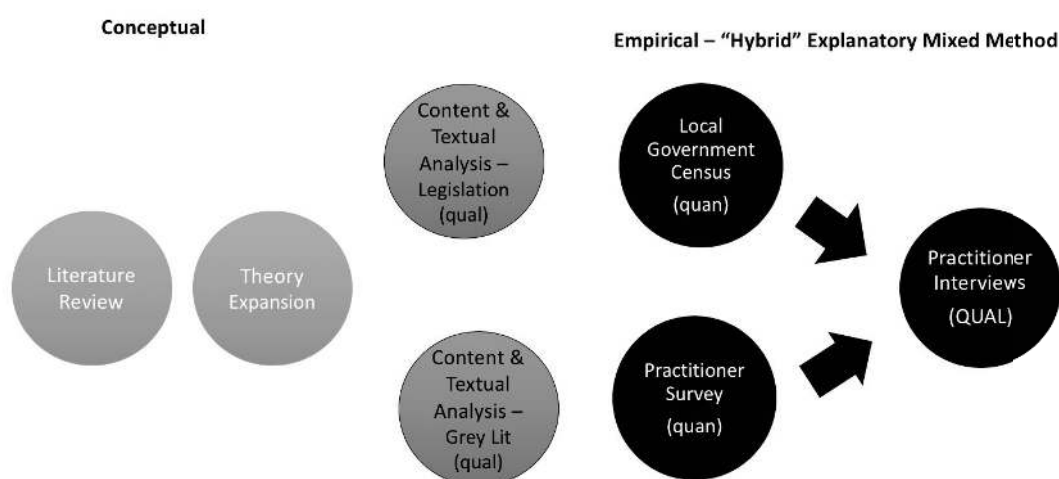 Conceptual
Empirical – “Hybrid” Explanatory Mixed Method
Literature
Review
Theory
Expansion
Content &
Textual
Analysis –
Legislation
(qual)
Content &
Textual
Analysis –
Grey Lit
(qual)
Local
Government
Census
(quan)
Practitioner
Survey
(quan)
Practitioner
Interviews
(QUAL)